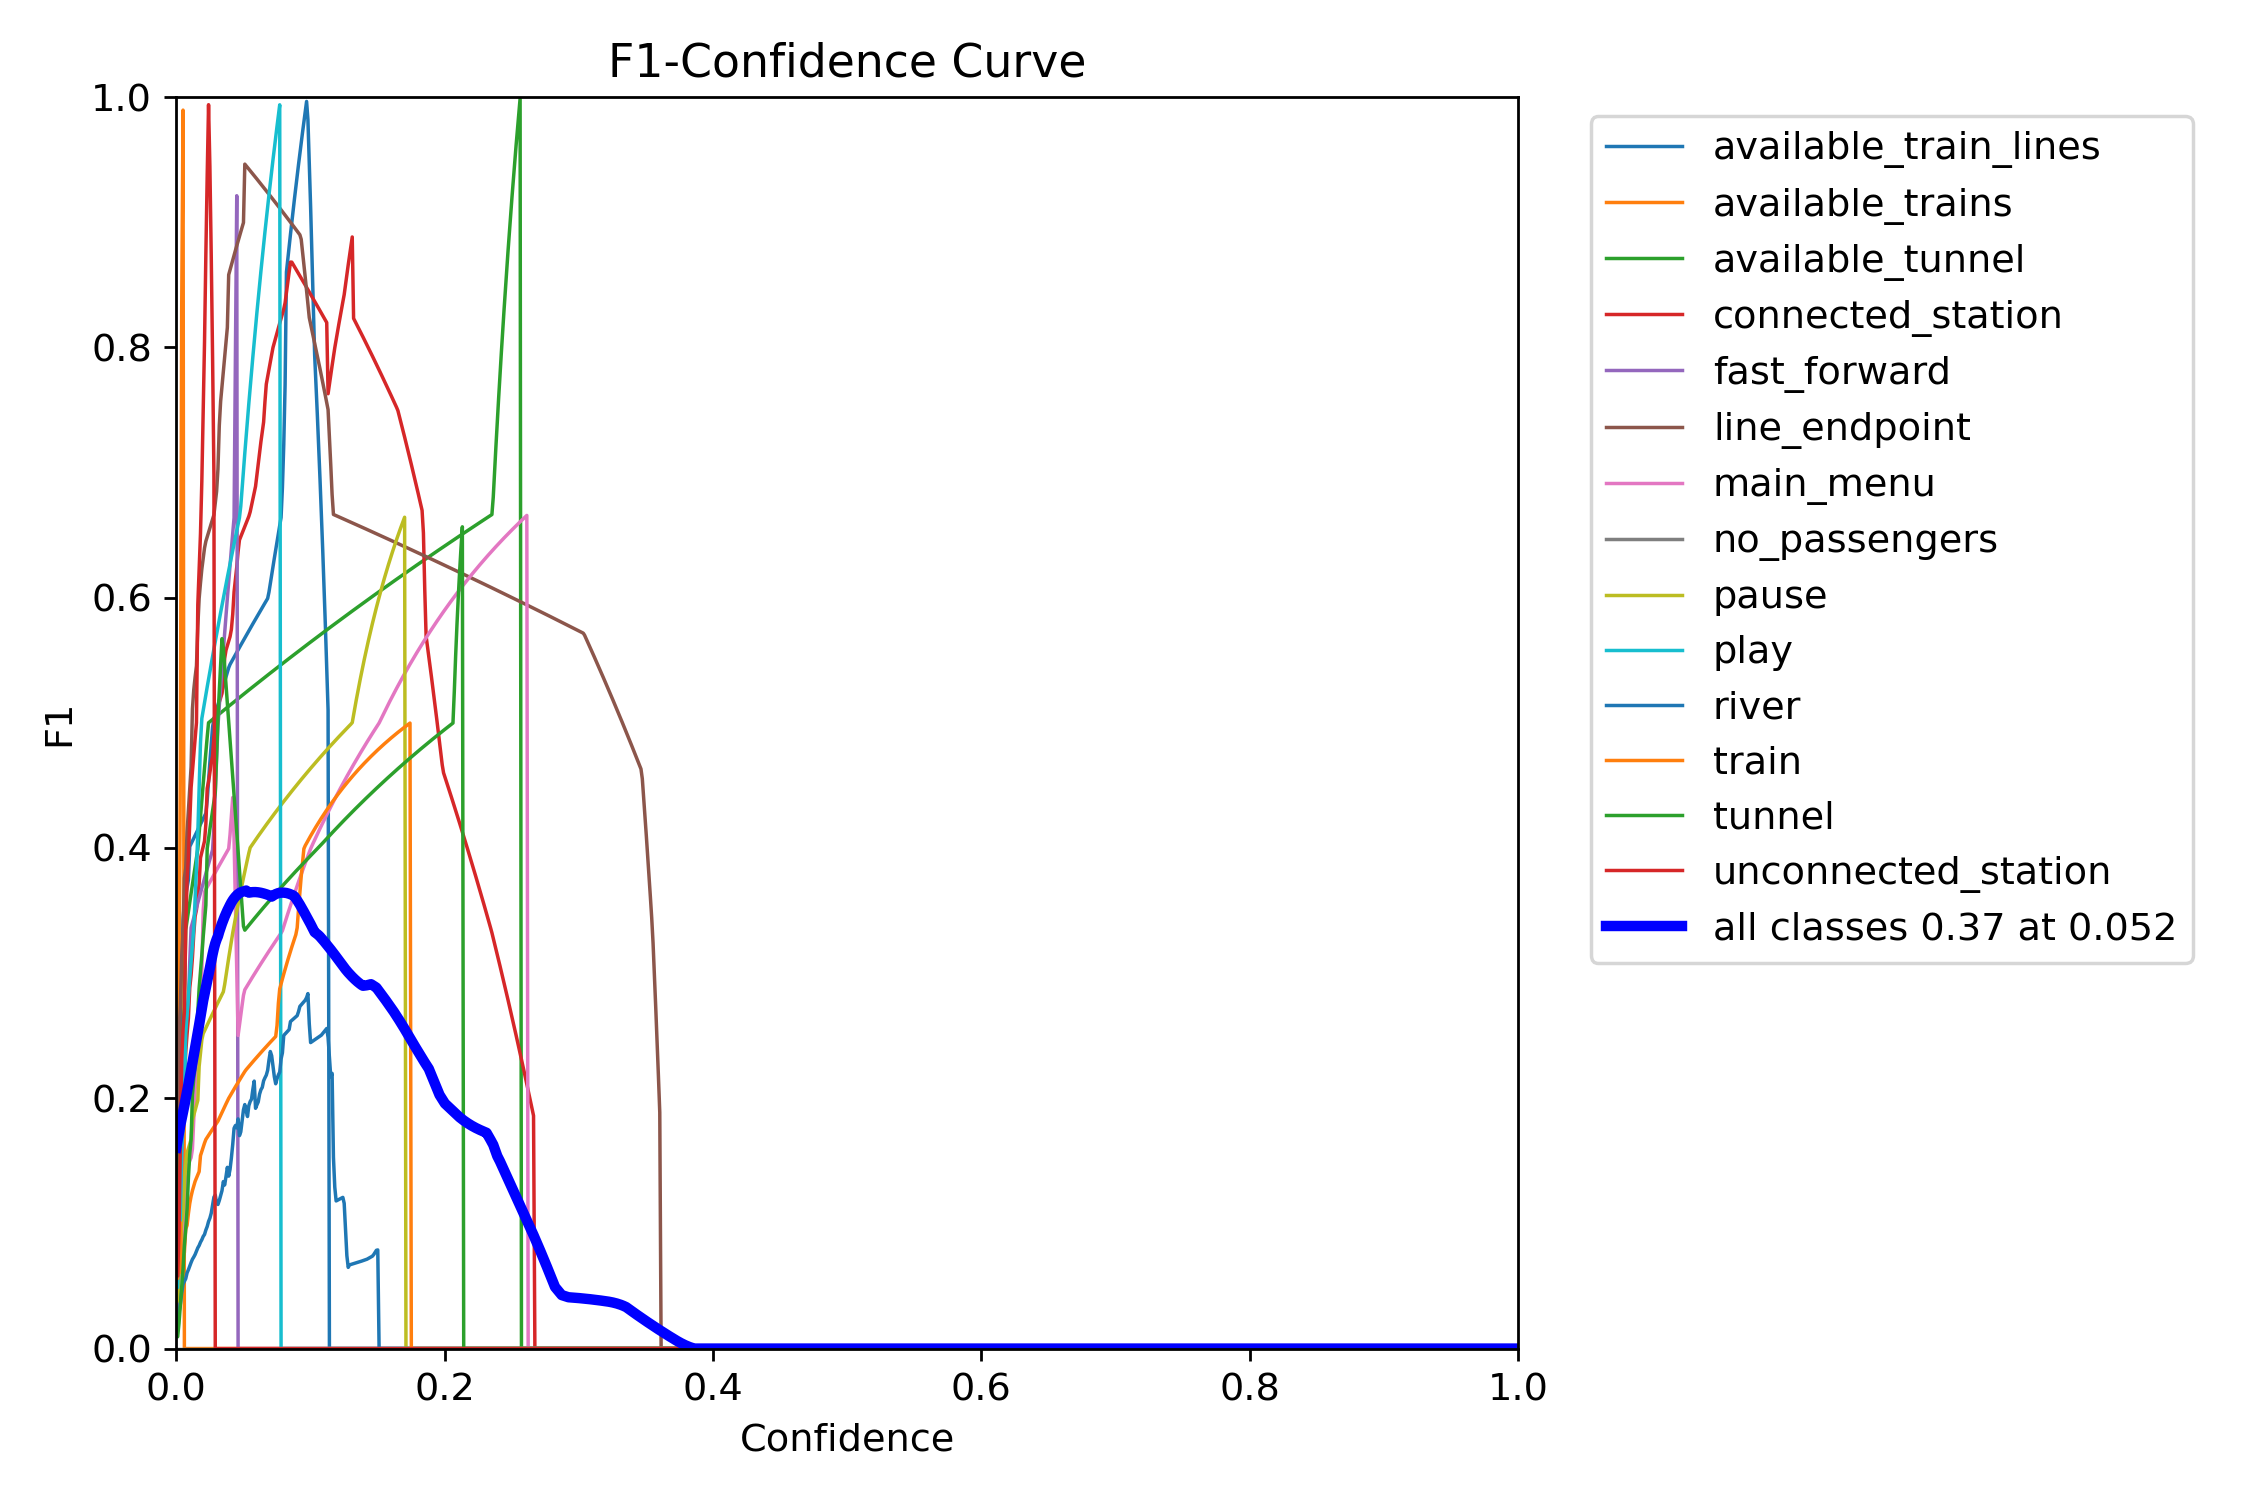 F1-Confidence Curve
1.0
0.8
0.6
0.4
0.2
0.0
F1
0.0 0.2 0.4 0.6 0.8 1.0
Confidence
available_train_lines
available_trains
available_tunnel
connected_station
fast_forward
line_endpoint
main_menu
no_passengers
pause
play
river
train
tunnel
unconnected_station
all classes 0.37 at 0.052